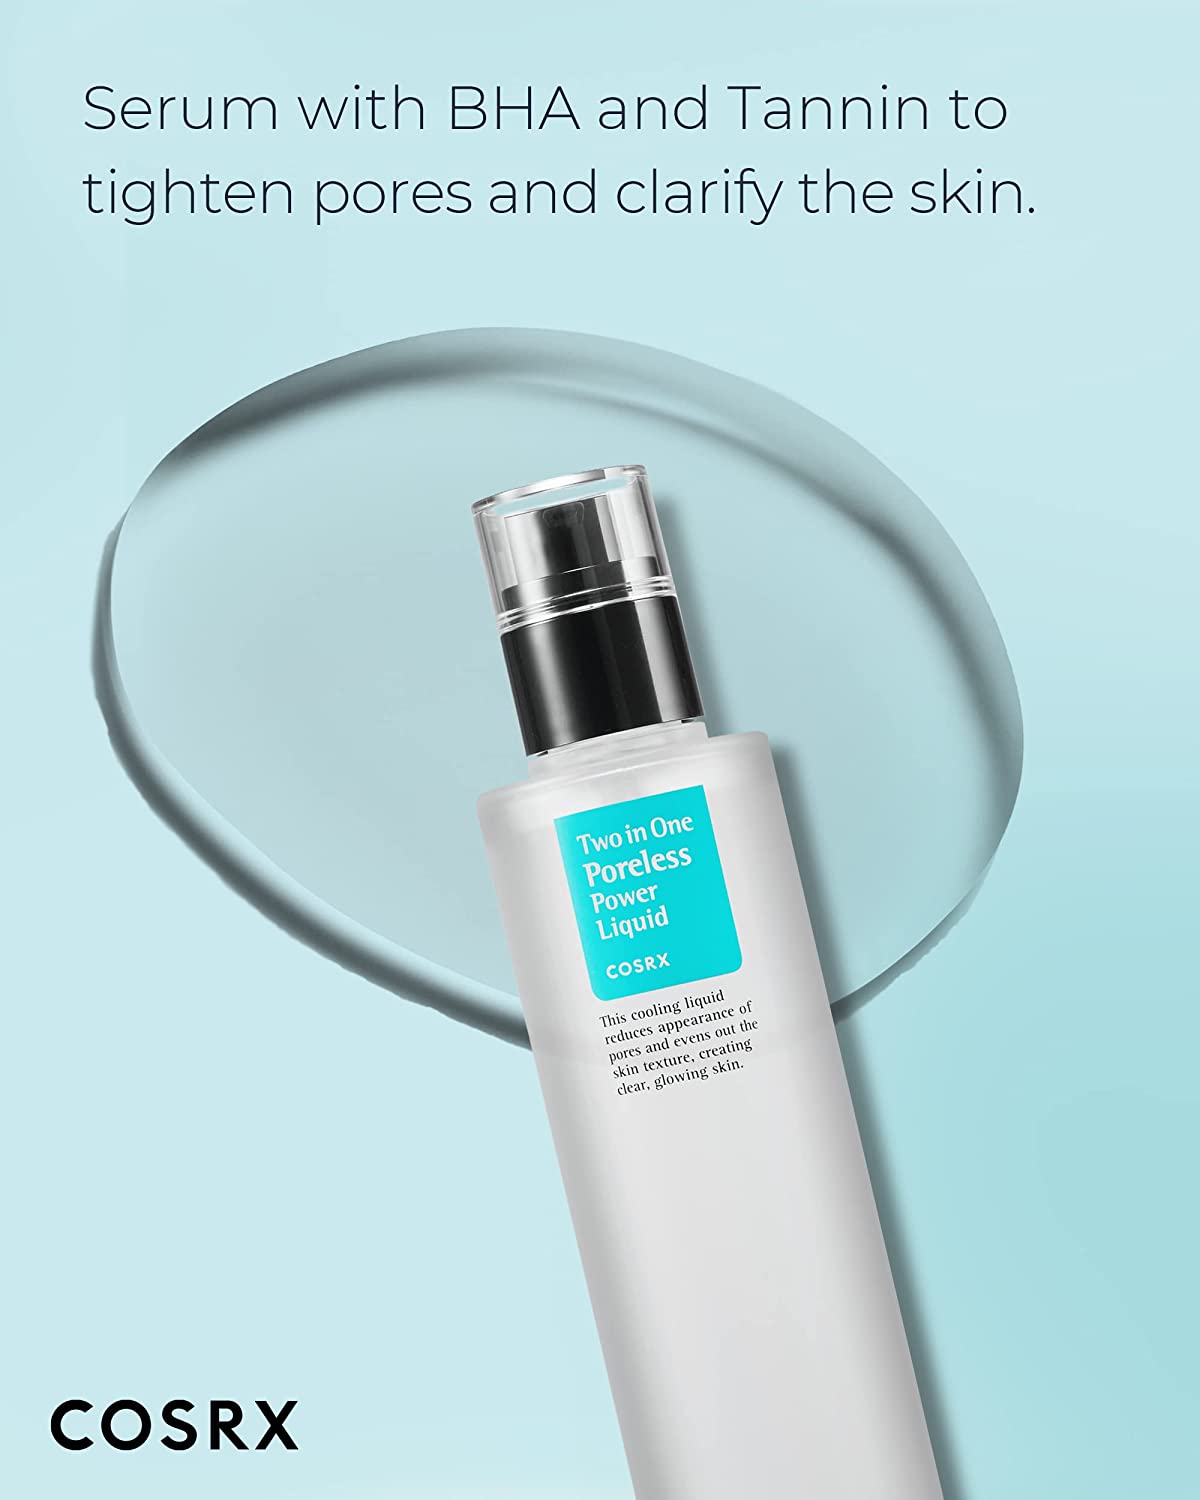 Serum with BHA and Tannin to
tighten pores and clarify the skin.
Two in One
Poreless
Power
Liquid
COSRX
This cooling liquid
reduces appearance of
pores and evens out the
skin texture, creating
clear, glowing skin.
COSRX